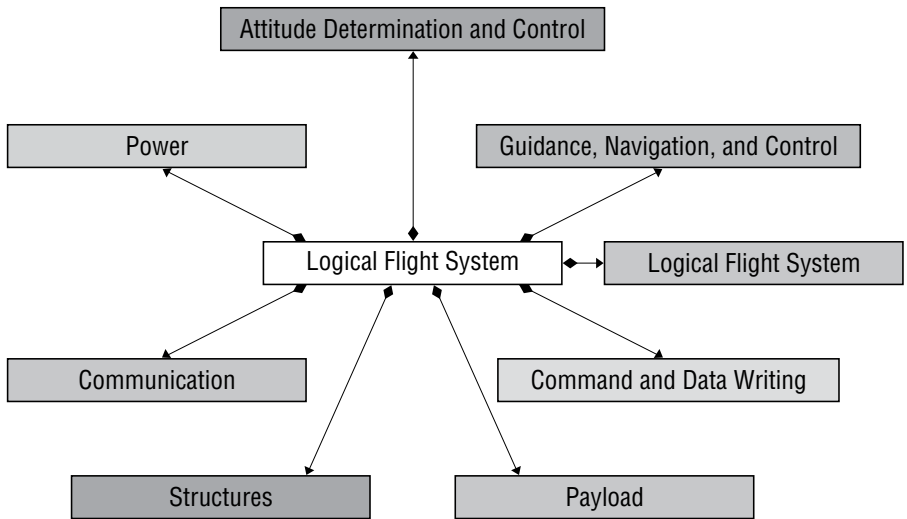 Attitude Determination and Control
Power
Guidance, Navigation, and Control
Logical Flight System
Logical Flight System
Communication
Command and Data Writing
Structures
Payload